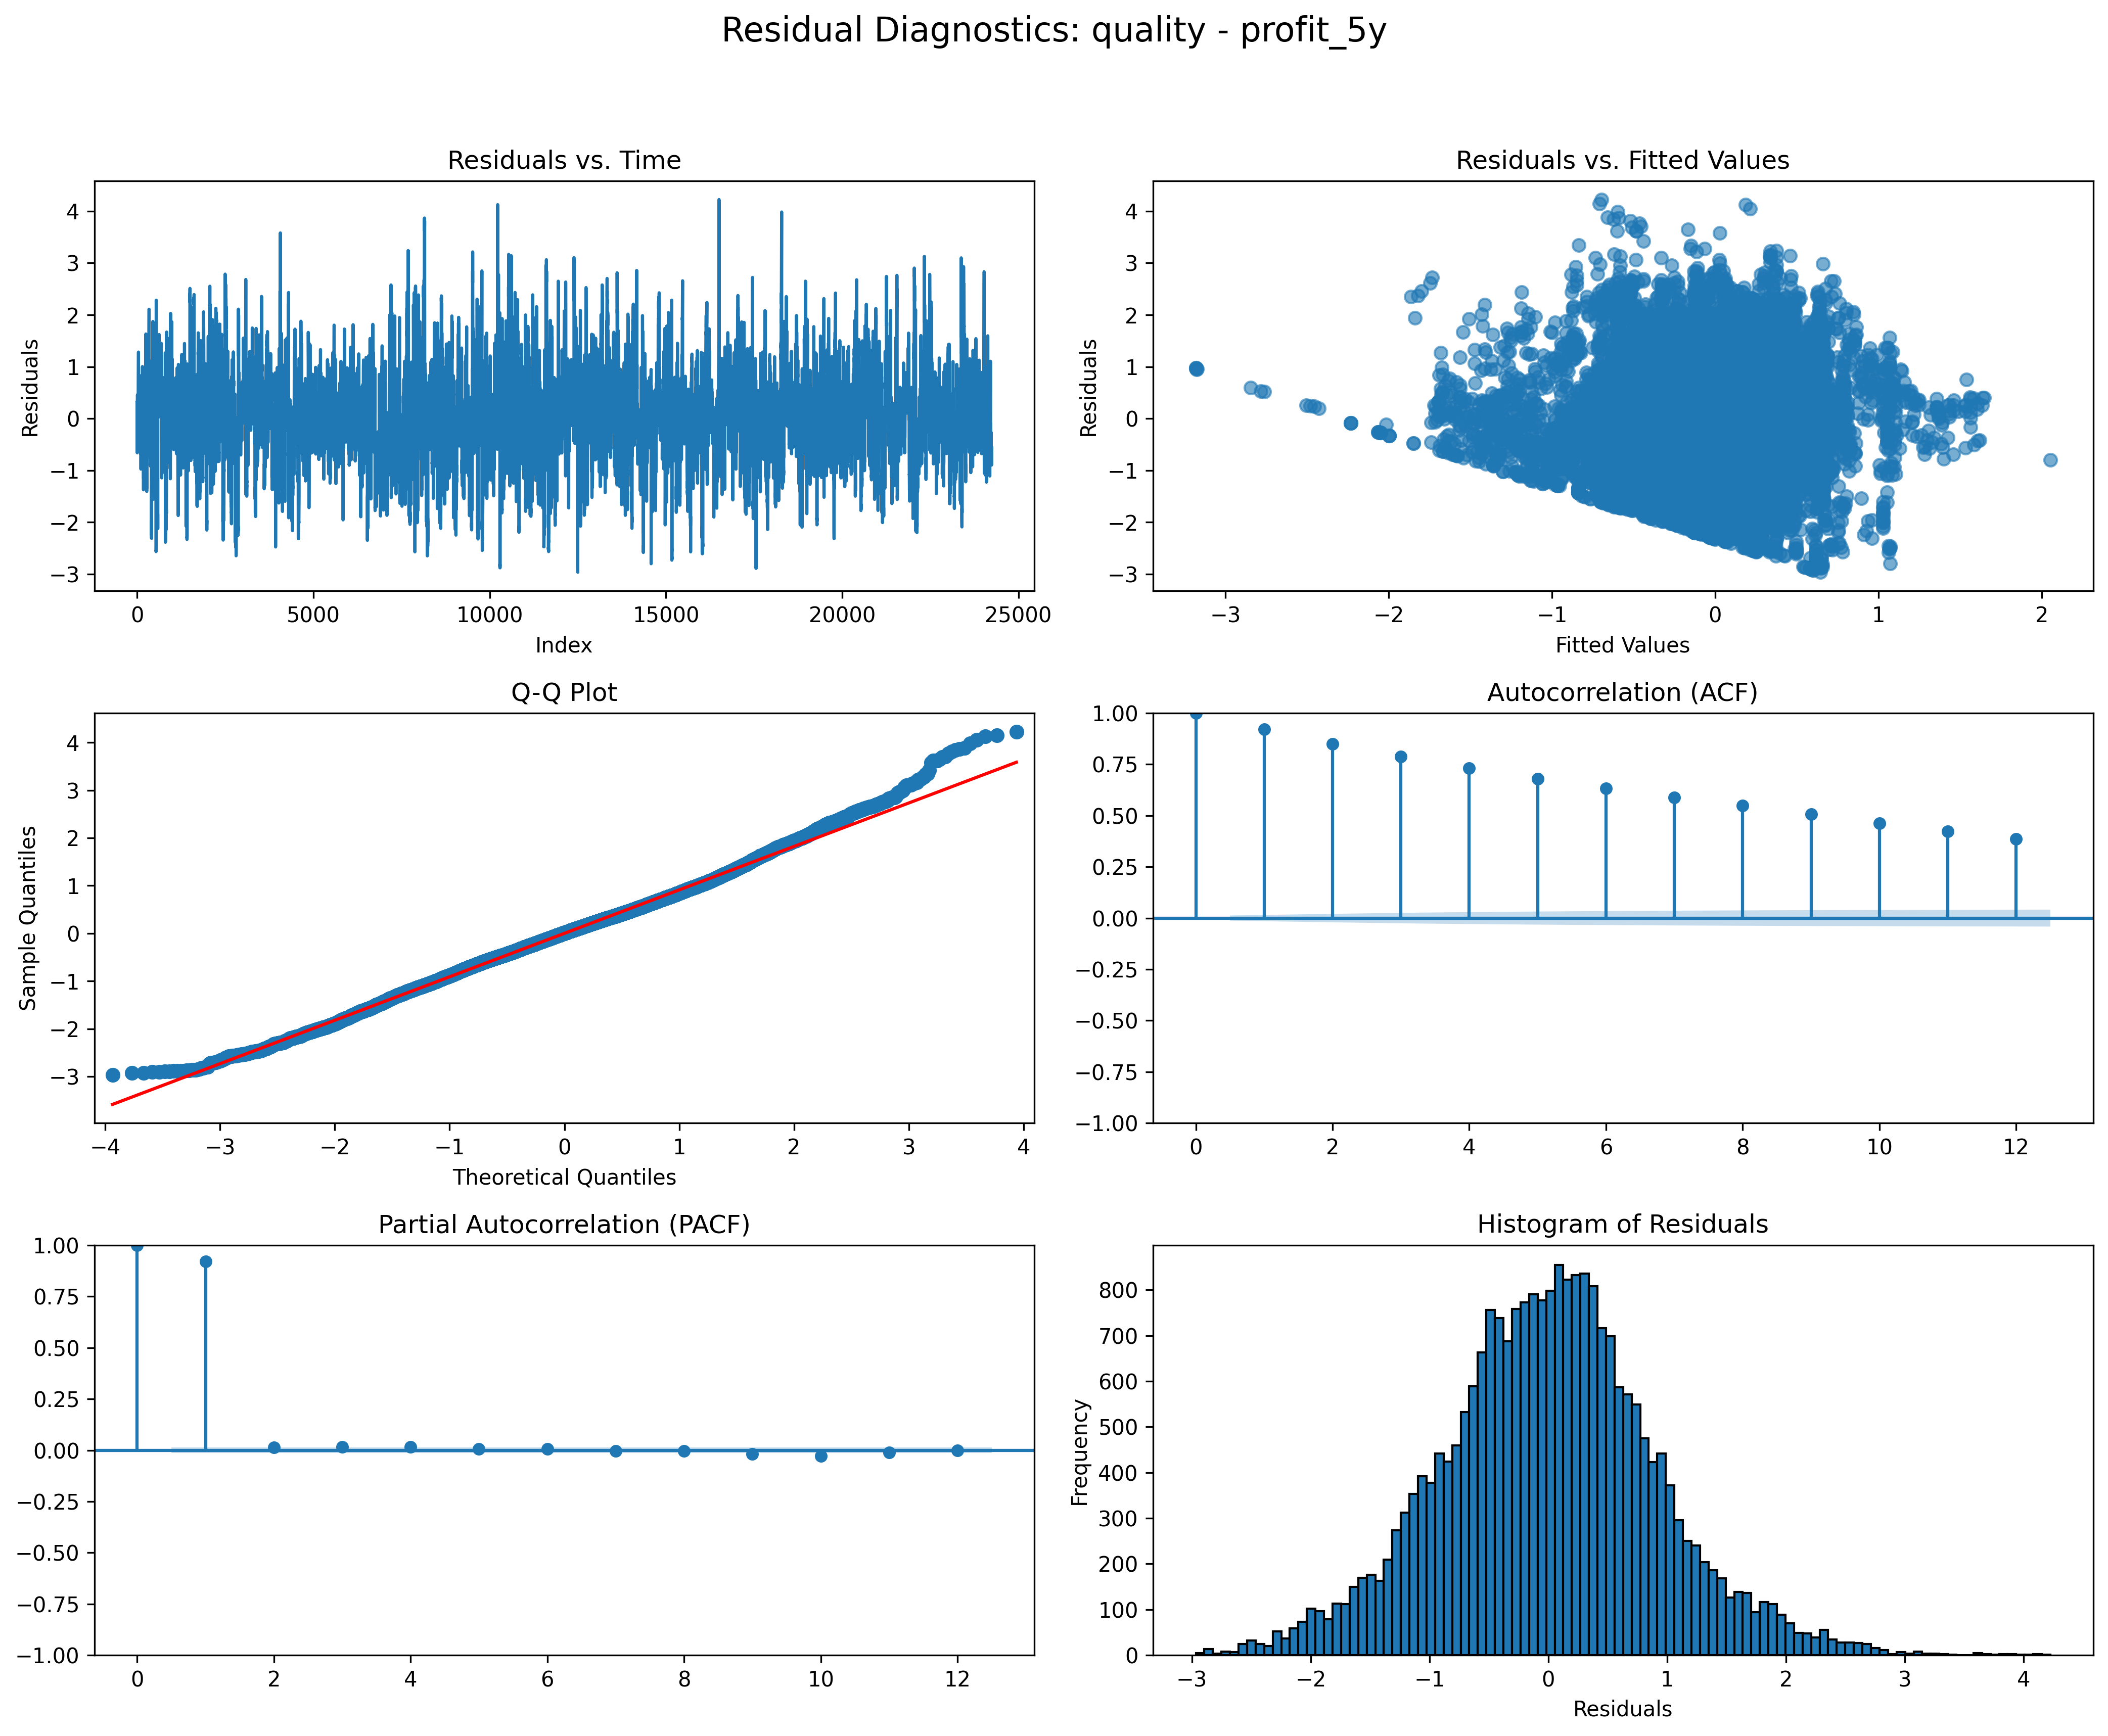 Residual Diagnostics: quality - profit_5y
Residuals vs. Time
Residuals
4
3
2
1
0
−1
−2
−3
0 5000 10000 15000 20000 25000
Index
Residuals vs. Fitted Values
Residuals
4
3
2
1
0
−1
−2
−3
−3 −2 −1 0 1 2
Fitted Values
Q-Q Plot
Sample Quantiles
4
3
2
1
0
−1
−2
−3
−4 −3 −2 −1 0 1 2 3 4
Theoretical Quantiles
Autocorrelation (ACF)
1.00
0.75
0.50
0.25
0.00
−0.25
−0.50
−0.75
−1.00
0 2 4 6 8 10 12
Partial Autocorrelation (PACF)
1.00
0.75
0.50
0.25
0.00
−0.25
−0.50
−0.75
−1.00
0 2 4 6 8 10 12
Histogram of Residuals
Frequency
800
700
600
500
400
300
200
100
0
−3 −2 −1 0 1 2 3 4
Residuals